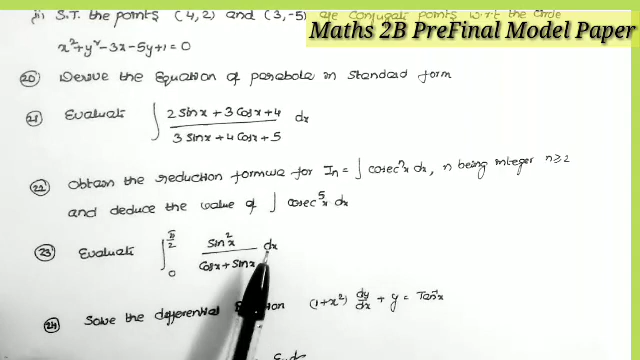 ii) S.T. the points (4,2) and (3,-5) are conjugate points w.r.t the circle
Maths 2B PreFinal Model Paper
x²+y²-3x-5y+1=0
20 Derive the Equation of parabola in standard form
21 Evaluate ∫ (2 sinx + 3 cosx + 4)/(3 sinx + 4 cosx + 5) dx
22 Obtain the reduction formula for Iₙ = ∫ cosecⁿx dx, n being integer n≥2
and deduce the value of ∫ cosec⁵x dx
23 Evaluate ∫₀^(π/2) sin²x/(cosx + sinx) dx
24 Solve the differential Equation (1+x²) dy/dx + y = Tan⁻¹x